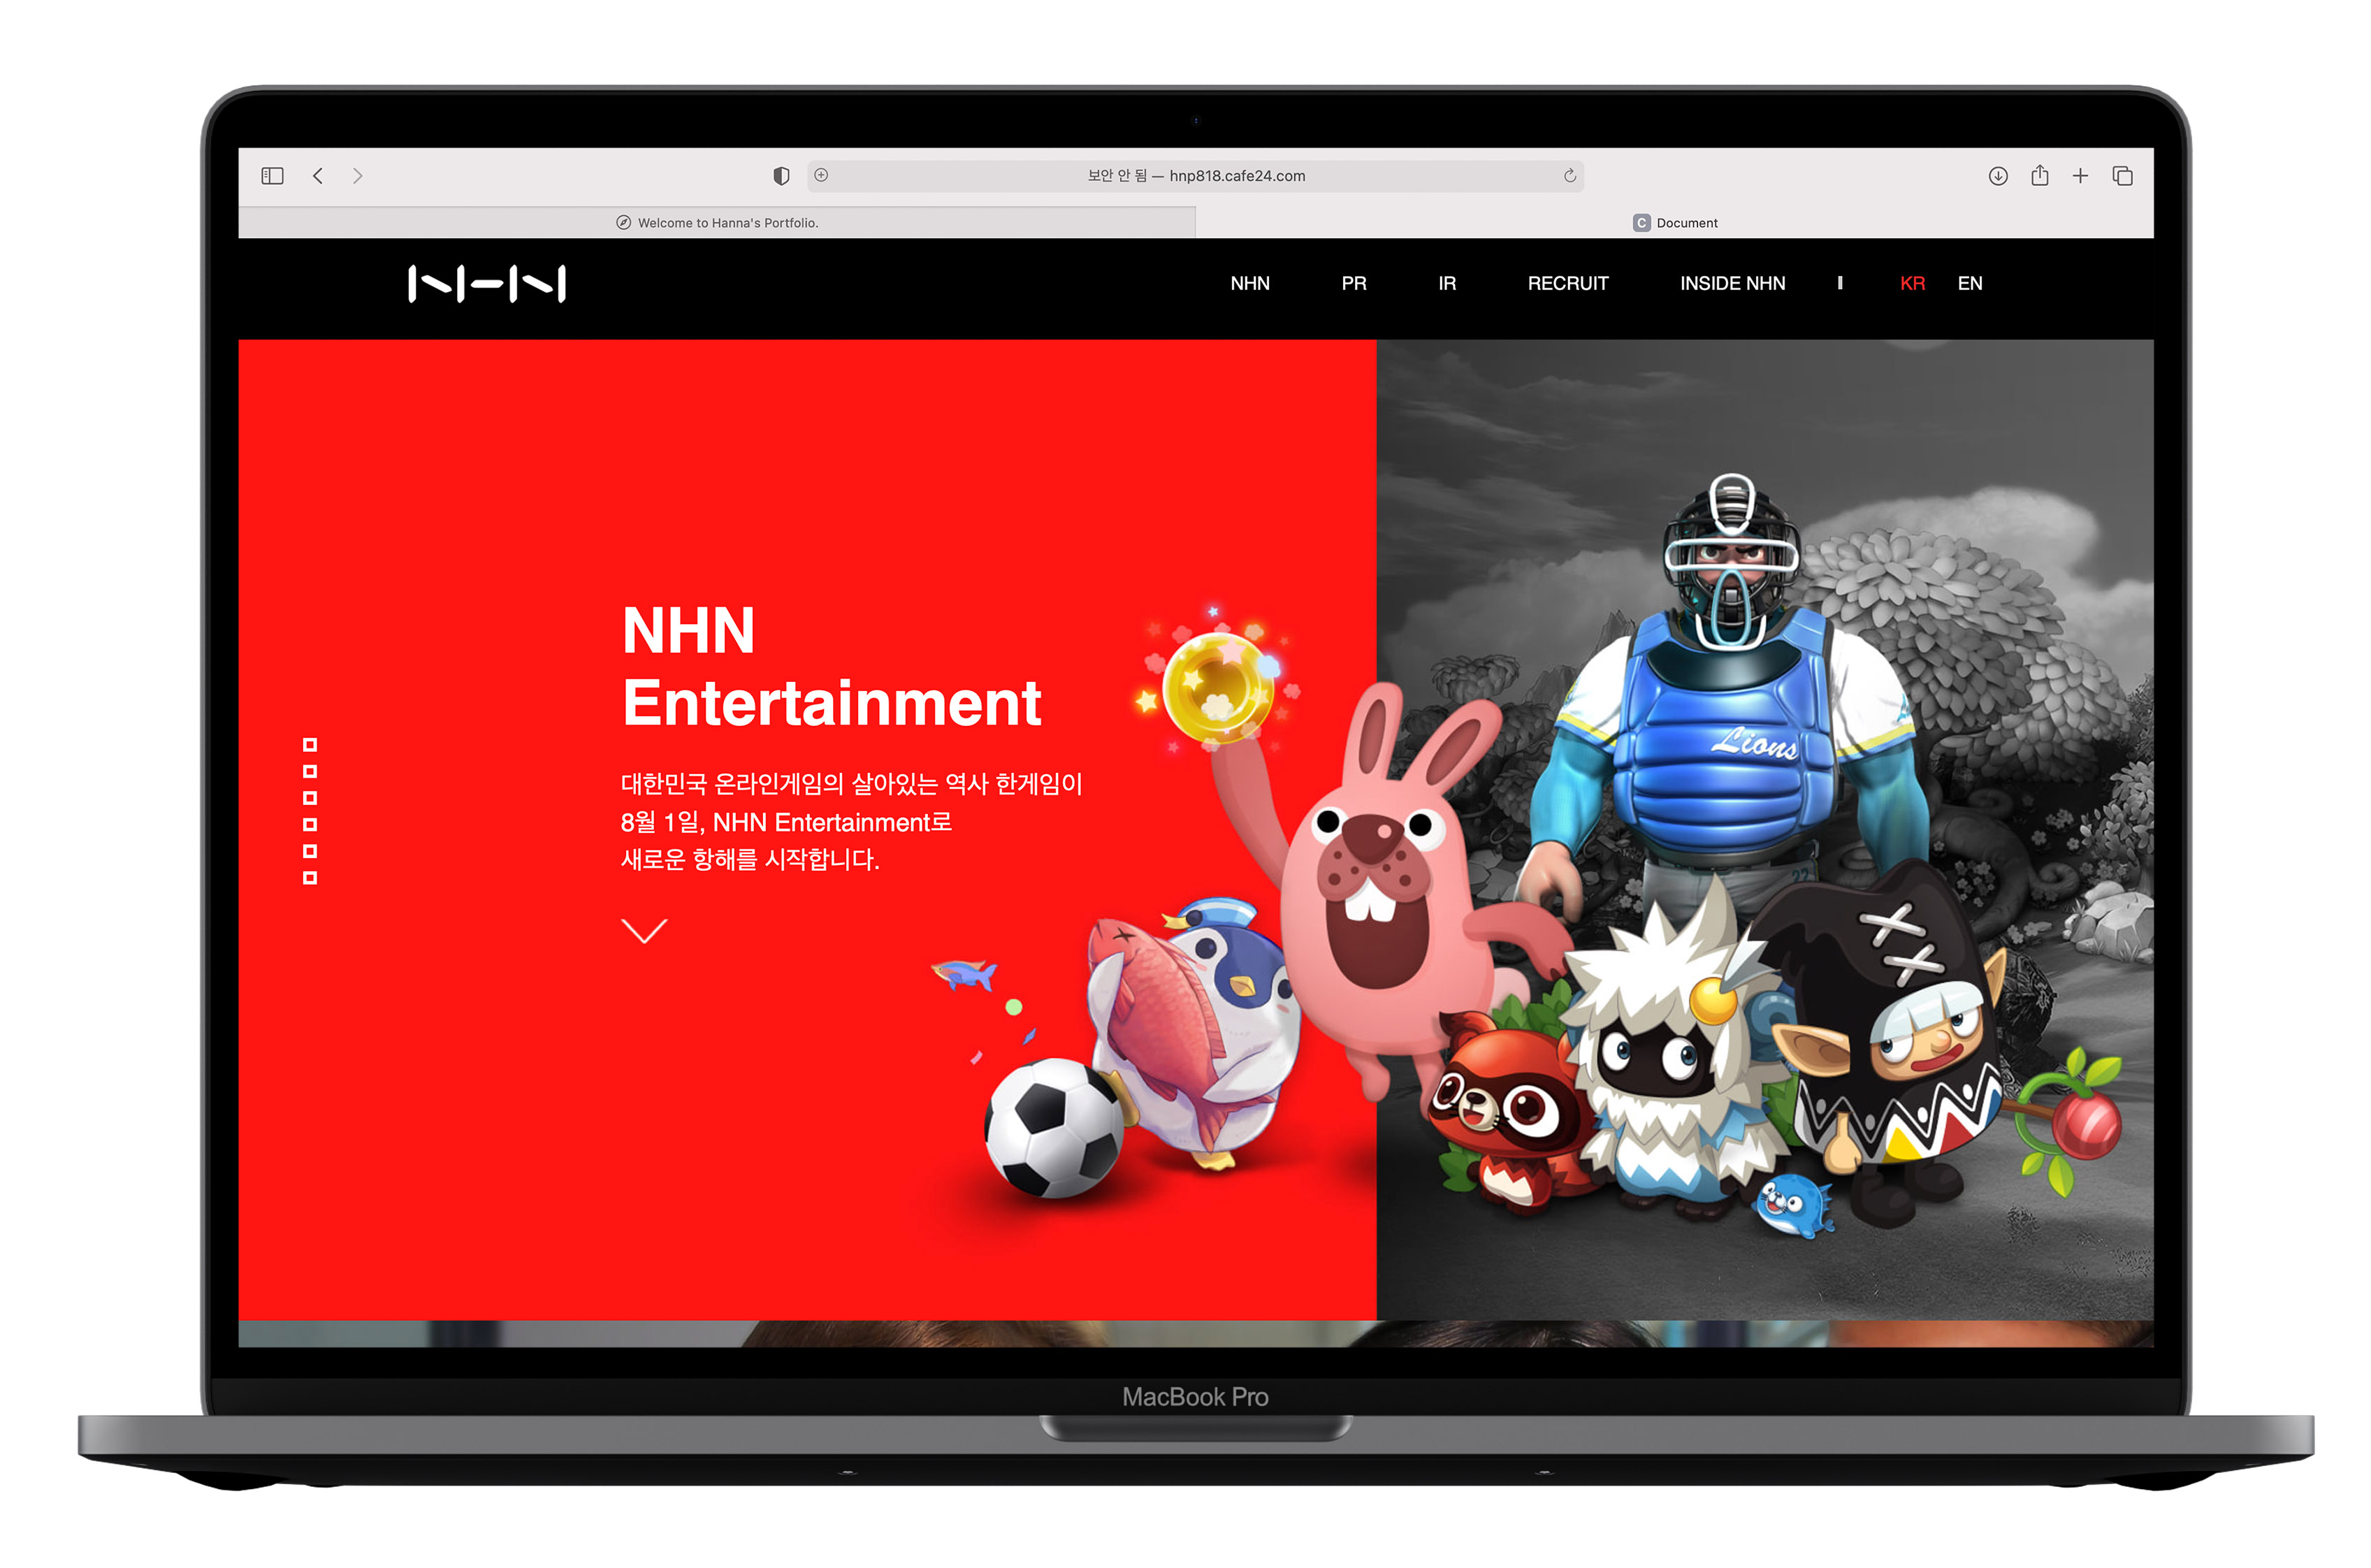 보안 안 됨 — hnp818.cafe24.com
Welcome to Hanna's Portfolio.
C Document
NHN
NHN PR IR RECRUIT INSIDE NHN KR EN
NHN
Entertainment
대한민국 온라인게임의 살아있는 역사 한게임이
8월 1일, NHN Entertainment로
새로운 항해를 시작합니다.
Lions
MacBook Pro